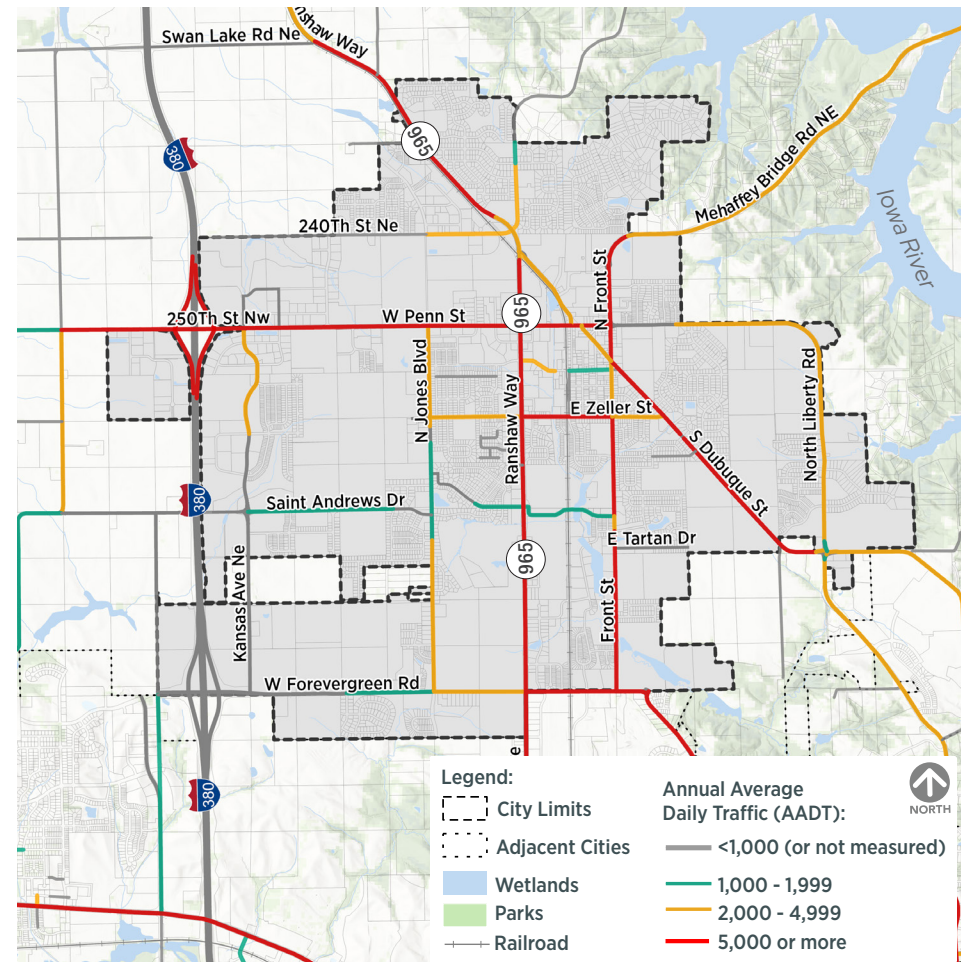 Swan Lake Rd Ne
nshaw Way
965
380
Mehaffey Bridge Rd NE
Iowa River
240Th St Ne
N Front St
250Th St Nw
W Penn St
965
N Jones Blvd
Ranshaw Way
North Liberty Rd
E Zeller St
S Dubuque St
380
Saint Andrews Dr
E Tartan Dr
965
Kansas Ave Ne
Front St
W Forevergreen Rd
e
380
Legend:
City Limits
Adjacent Cities
Wetlands
Parks
Railroad
Annual Average
Daily Traffic (AADT):
<1,000 (or not measured)
1,000 - 1,999
2,000 - 4,999
5,000 or more
NORTH